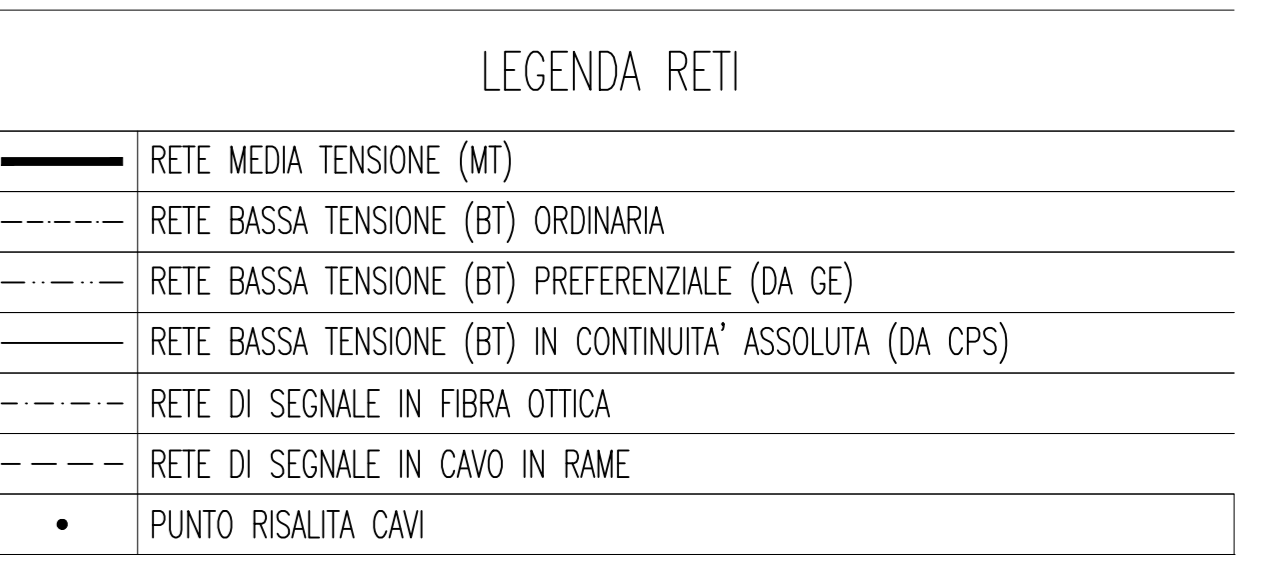 LEGENDA RETI
RETE MEDIA TENSIONE (MT)
RETE BASSA TENSIONE (BT) ORDINARIA
RETE BASSA TENSIONE (BT) PREFERENZIALE (DA GE)
RETE BASSA TENSIONE (BT) IN CONTINUITA' ASSOLUTA (DA CPS)
RETE DI SEGNALE IN FIBRA OTTICA
RETE DI SEGNALE IN CAVO IN RAME
PUNTO RISALITA CAVI